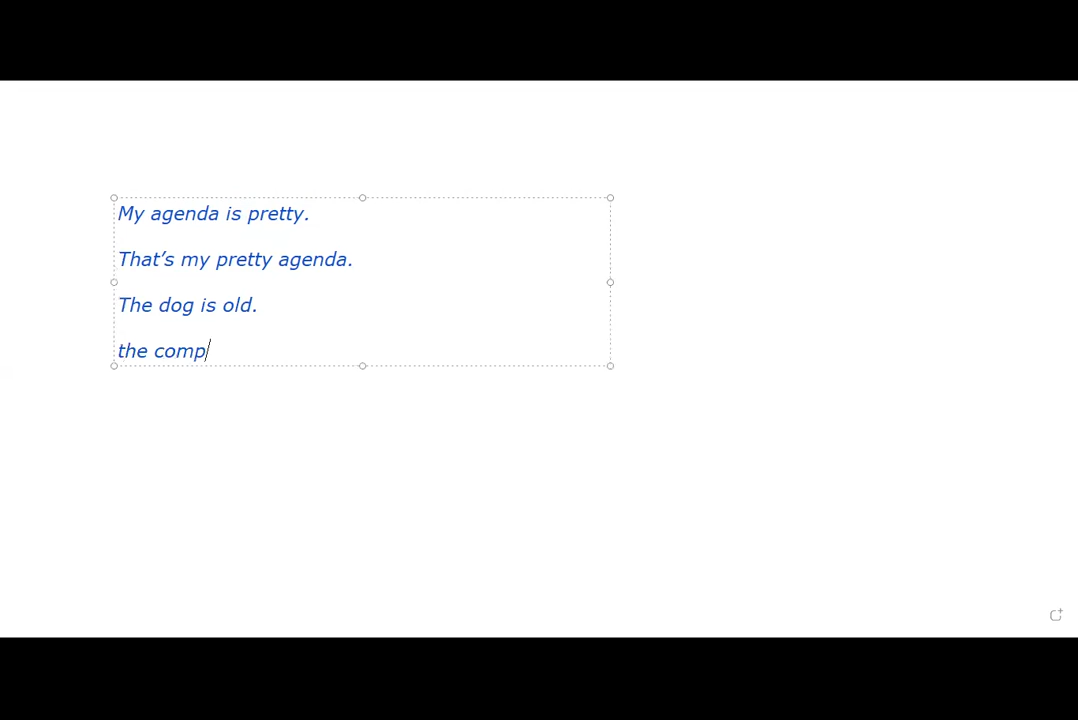 My agenda is pretty.
That’s my pretty agenda.
The dog is old.
the comp